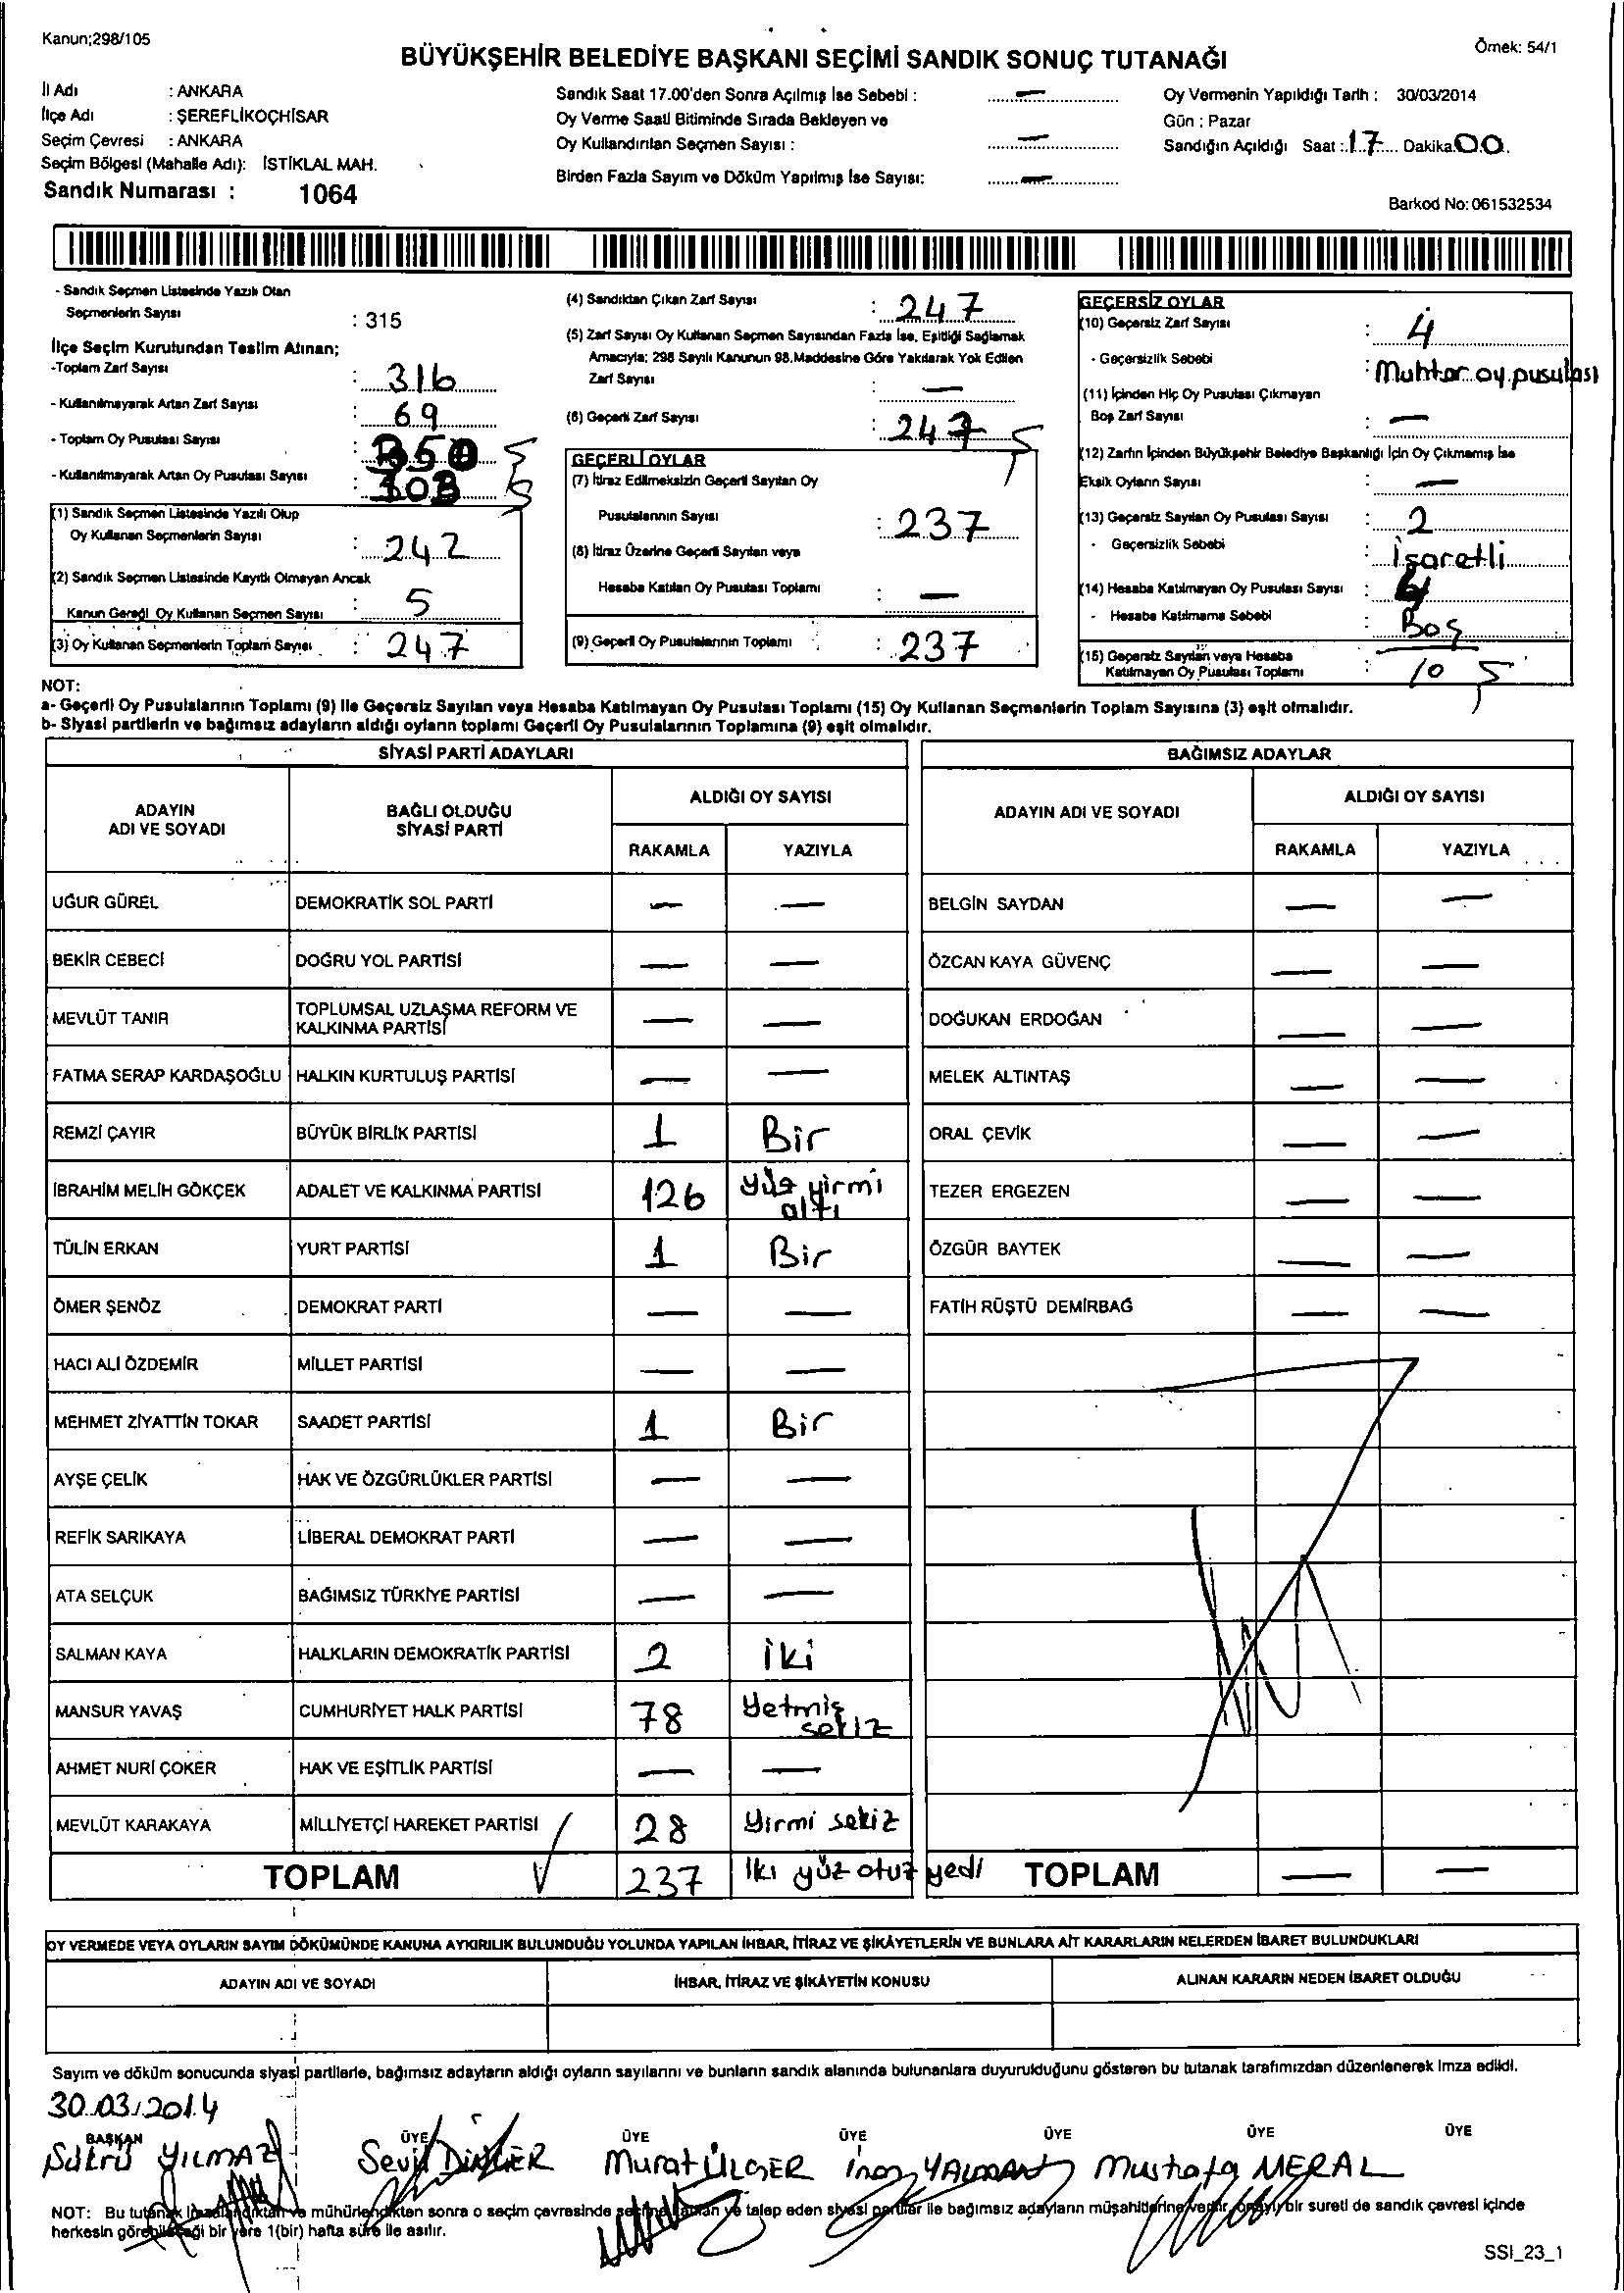 Kanun;298/105
Örnek: 54/1
BÜYÜKŞEHİR BELEDİYE BAŞKANI SEÇİMİ SANDIK SONUÇ TUTANAĞI
İl Adı : ANKARA
İlçe Adı : ŞEREFLİKOÇHİSAR
Seçim Çevresi : ANKARA
Seçim Bölgesi (Mahalle Adı): İSTİKLAL MAH.
Sandık Numarası : 1064
Sandık Saat 17.00'den Sonra Açılmış İse Sebebi : —
Oy Verme Saati Bitiminde Sırada Bekleyen ve
Oy Kullandırılan Seçmen Sayısı : —
Birden Fazla Sayım ve Döküm Yapılmış İse Sayısı: —
Oy Vermenin Yapıldığı Tarih : 30/03/2014
Gün : Pazar
Sandığın Açıldığı Saat : 17 Dakika 00
Barkod No: 061532534
- Sandık Seçmen Listesinde Yazılı Olan
Seçmenlerin Sayısı : 315
İlçe Seçim Kurulundan Teslim Alınan;
-Toplam Zarf Sayısı : 316
- Kullanılmayarak Artan Zarf Sayısı : 69
- Toplam Oy Pusulası Sayısı :
- Kullanılmayarak Artan Oy Pusulası Sayısı :
(1) Sandık Seçmen Listesinde Yazılı Olup
Oy Kullanan Seçmenlerin Sayısı : 242
(2) Sandık Seçmen Listesinde Kayıtlı Olmayan Ancak
Kanun Gereği Oy Kullanan Seçmen Sayısı : 5
(3) Oy Kullanan Seçmenlerin Toplam Sayısı : 247
(4) Sandıktan Çıkan Zarf Sayısı : 247
(5) Zarf Sayısı Oy Kullanan Seçmen Sayısından Fazla İse, Eşitliği Sağlamak
Amacıyla; 298 Sayılı Kanunun 98.Maddesine Göre Yakılarak Yok Edilen
Zarf Sayısı : —
(6) Geçerli Zarf Sayısı : 247
GEÇERLİ OYLAR
(7) İtiraz Edilmeksizin Geçerli Sayılan Oy
Pusulalarının Sayısı : 237
(8) İtiraz Üzerine Geçerli Sayılan veya
Hesaba Katılan Oy Pusulası Toplamı : —
(9) Geçerli Oy Pusulalarının Toplamı : 237
GEÇERSİZ OYLAR
(10) Geçersiz Zarf Sayısı : 4
- Geçersizlik Sebebi : Muhtar oy pusulası
(11) İçinden Hiç Oy Pusulası Çıkmayan
Boş Zarf Sayısı : —
(12) Zarfın İçinden Büyükşehir Belediye Başkanlığı İçin Oy Çıkmamış İse
Eksik Oyların Sayısı : —
(13) Geçersiz Sayılan Oy Pusulası Sayısı : 2
- Geçersizlik Sebebi : İşaretli
(14) Hesaba Katılmayan Oy Pusulası Sayısı : 4
- Hesaba Katılmama Sebebi : Boş
(15) Geçersiz Sayılan veya Hesaba
Katılmayan Oy Pusulası Toplamı : 10
NOT:
a- Geçerli Oy Pusulalarının Toplamı (9) ile Geçersiz Sayılan veya Hesaba Katılmayan Oy Pusulası Toplamı (15) Oy Kullanan Seçmenlerin Toplam Sayısına (3) eşit olmalıdır.
b- Siyasi partilerin ve bağımsız adayların aldığı oyların toplamı Geçerli Oy Pusulalarının Toplamına (9) eşit olmalıdır.
SİYASİ PARTİ ADAYLARI
ADAYIN ADI VE SOYADI
BAĞLI OLDUĞU SİYASİ PARTİ
ALDIĞI OY SAYISI
RAKAMLA YAZIYLA
UĞUR GÜREL DEMOKRATİK SOL PARTİ — —
BEKİR CEBECİ DOĞRU YOL PARTİSİ — —
MEVLÜT TANIR TOPLUMSAL UZLAŞMA REFORM VE KALKINMA PARTİSİ — —
FATMA SERAP KARDAŞOĞLU HALKIN KURTULUŞ PARTİSİ — —
REMZİ ÇAYIR BÜYÜK BİRLİK PARTİSİ 1 Bir
İBRAHİM MELİH GÖKÇEK ADALET VE KALKINMA PARTİSİ 126 yüz yirmi altı
TÜLİN ERKAN YURT PARTİSİ 1 Bir
ÖMER ŞENÖZ DEMOKRAT PARTİ — —
HACI ALİ ÖZDEMİR MİLLET PARTİSİ — —
MEHMET ZİYATTİN TOKAR SAADET PARTİSİ 1 Bir
AYŞE ÇELİK HAK VE ÖZGÜRLÜKLER PARTİSİ — —
REFİK SARIKAYA LİBERAL DEMOKRAT PARTİ — —
ATA SELÇUK BAĞIMSIZ TÜRKİYE PARTİSİ — —
SALMAN KAYA HALKLARIN DEMOKRATİK PARTİSİ 2 iki
MANSUR YAVAŞ CUMHURİYET HALK PARTİSİ 78 Yetmiş sekiz
AHMET NURİ ÇOKER HAK VE EŞİTLİK PARTİSİ — —
MEVLÜT KARAKAYA MİLLİYETÇİ HAREKET PARTİSİ 28 Yirmi sekiz
TOPLAM 237 İki yüz otuz yedi
BAĞIMSIZ ADAYLAR
ADAYIN ADI VE SOYADI
ALDIĞI OY SAYISI
RAKAMLA YAZIYLA
BELGİN SAYDAN — —
ÖZCAN KAYA GÜVENÇ — —
DOĞUKAN ERDOĞAN — —
MELEK ALTINTAŞ — —
ORAL ÇEVİK — —
TEZER ERGEZEN — —
ÖZGÜR BAYTEK — —
FATİH RÜŞTÜ DEMİRBAĞ — —
TOPLAM — —
OY VERMEDE VEYA OYLARIN SAYIM DÖKÜMÜNDE KANUNA AYKIRILIK BULUNDUĞU YOLUNDA YAPILAN İHBAR, İTİRAZ VE ŞİKÂYETLERİN VE BUNLARA AİT KARARLARIN NELERDEN İBARET BULUNDUKLARI
ADAYIN ADI VE SOYADI
İHBAR, İTİRAZ VE ŞİKÂYETİN KONUSU
ALINAN KARARIN NEDEN İBARET OLDUĞU
Sayım ve döküm sonucunda siyasi partilerle, bağımsız adayların aldığı oyların sayılarını ve bunların sandık alanında bulunanlara duyurulduğunu gösteren bu tutanak tarafımızdan düzenlenerek imza edildi.
30.03.2014
BAŞKAN ÜYE ÜYE ÜYE ÜYE ÜYE ÜYE
Şükrü YILMAZ Sevil Murat ÜLGER YALMAN Mustafa MERAL
NOT: Bu tutanak imzalandıktan ve mühürlendikten sonra o seçim çevresinde seçime katılan ve talep eden siyasi partiler ile bağımsız adayların müşahitlerine verilir, onaylı bir sureti de sandık çevresi içinde
herkesin görebileceği bir yere 1(bir) hafta süre ile asılır.
SSI_23_1